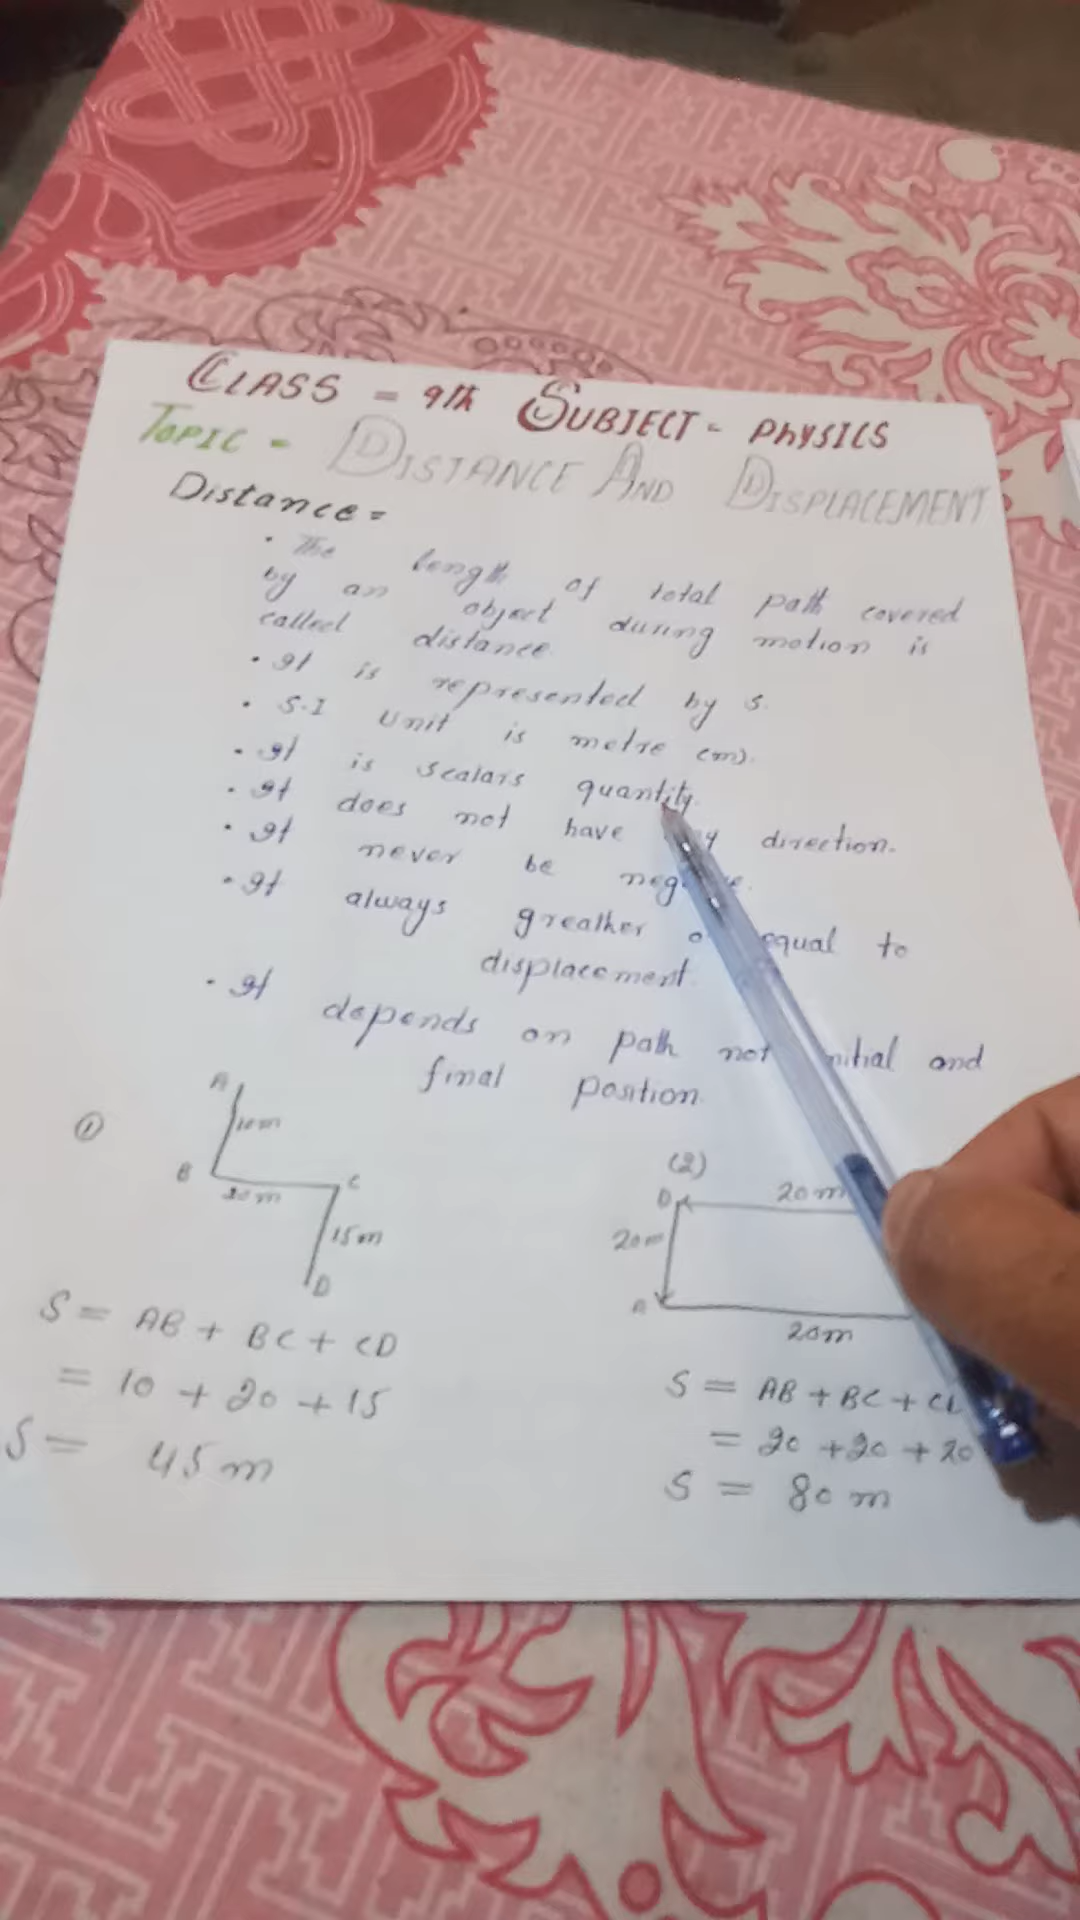 CLASS = 9th SUBJECT - PHYSICS
TOPIC - DISTANCE AND DISPLACEMENT
Distance =
• The length of total path covered
by an object during motion is
called distance.
• It is represented by s.
• S.I Unit is metre (m).
• It is scalars quantity.
• It does not have direction.
• It never be
• It always greather equal to
displacement.
• It depends on path not and
final position.
① A
10m
B 20m C
15m
D
S = AB + BC + CD
= 10 + 20 + 15
S = 45m
(2)
D 20m
20m
A
20m
S = AB + BC +
= 20 + 20 + 20
S = 80 m